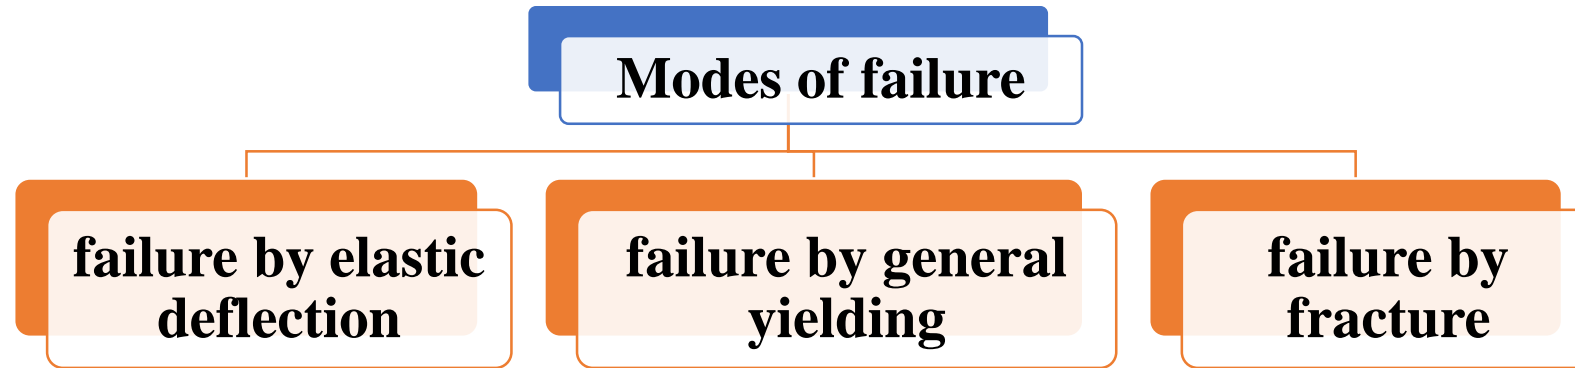 Modes of failure
failure by elastic
deflection
failure by general
yielding
failure by
fracture